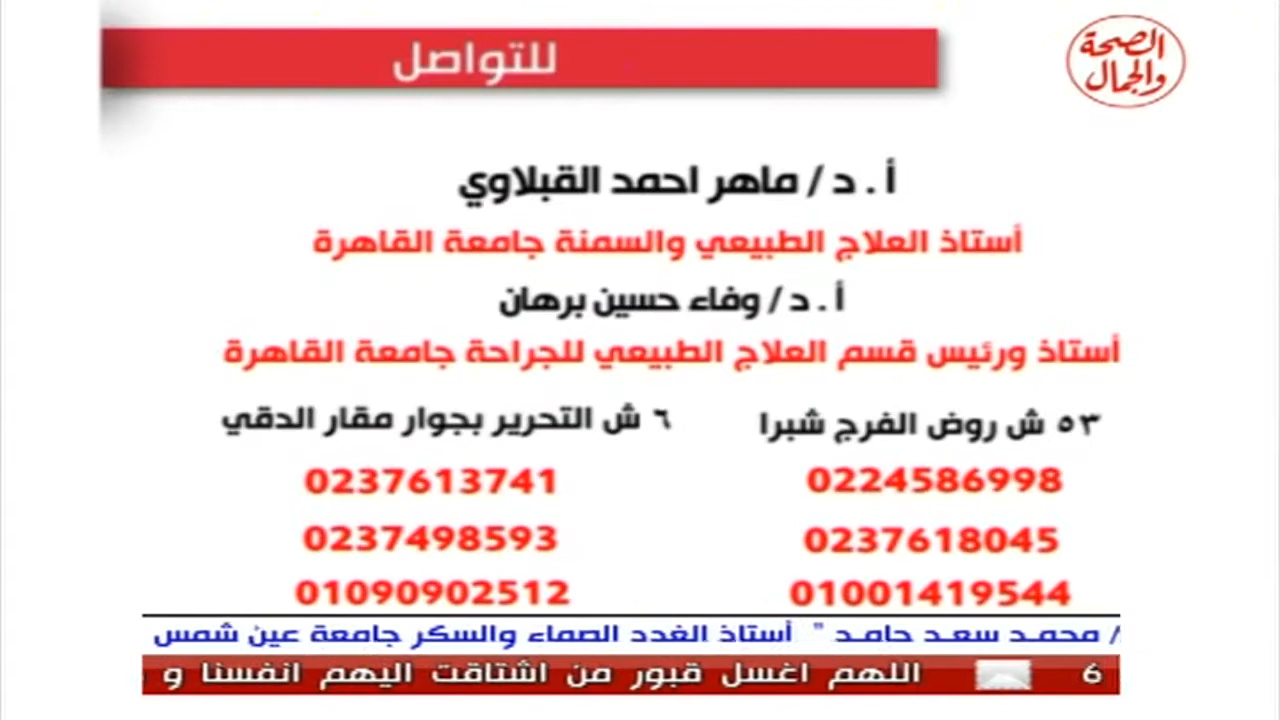 للتواصل
الصحة
والجمال
أ . د / ماهر احمد القبلاوي
أستاذ العلاج الطبيعي والسمنة جامعة القاهرة
أ . د / وفاء حسين برهان
أستاذ ورئيس قسم العلاج الطبيعي للجراحة جامعة القاهرة
٥٣ ش روض الفرج شبرا
٦ ش التحرير بجوار مقار الدقي
0224586998
0237613741
0237618045
0237498593
01001419544
01090902512
/ محمد سعد حامد " أستاذ الغدد الصماء والسكر جامعة عين شمس
6 اللهم اغسل قبور من اشتاقت اليهم انفسنا و